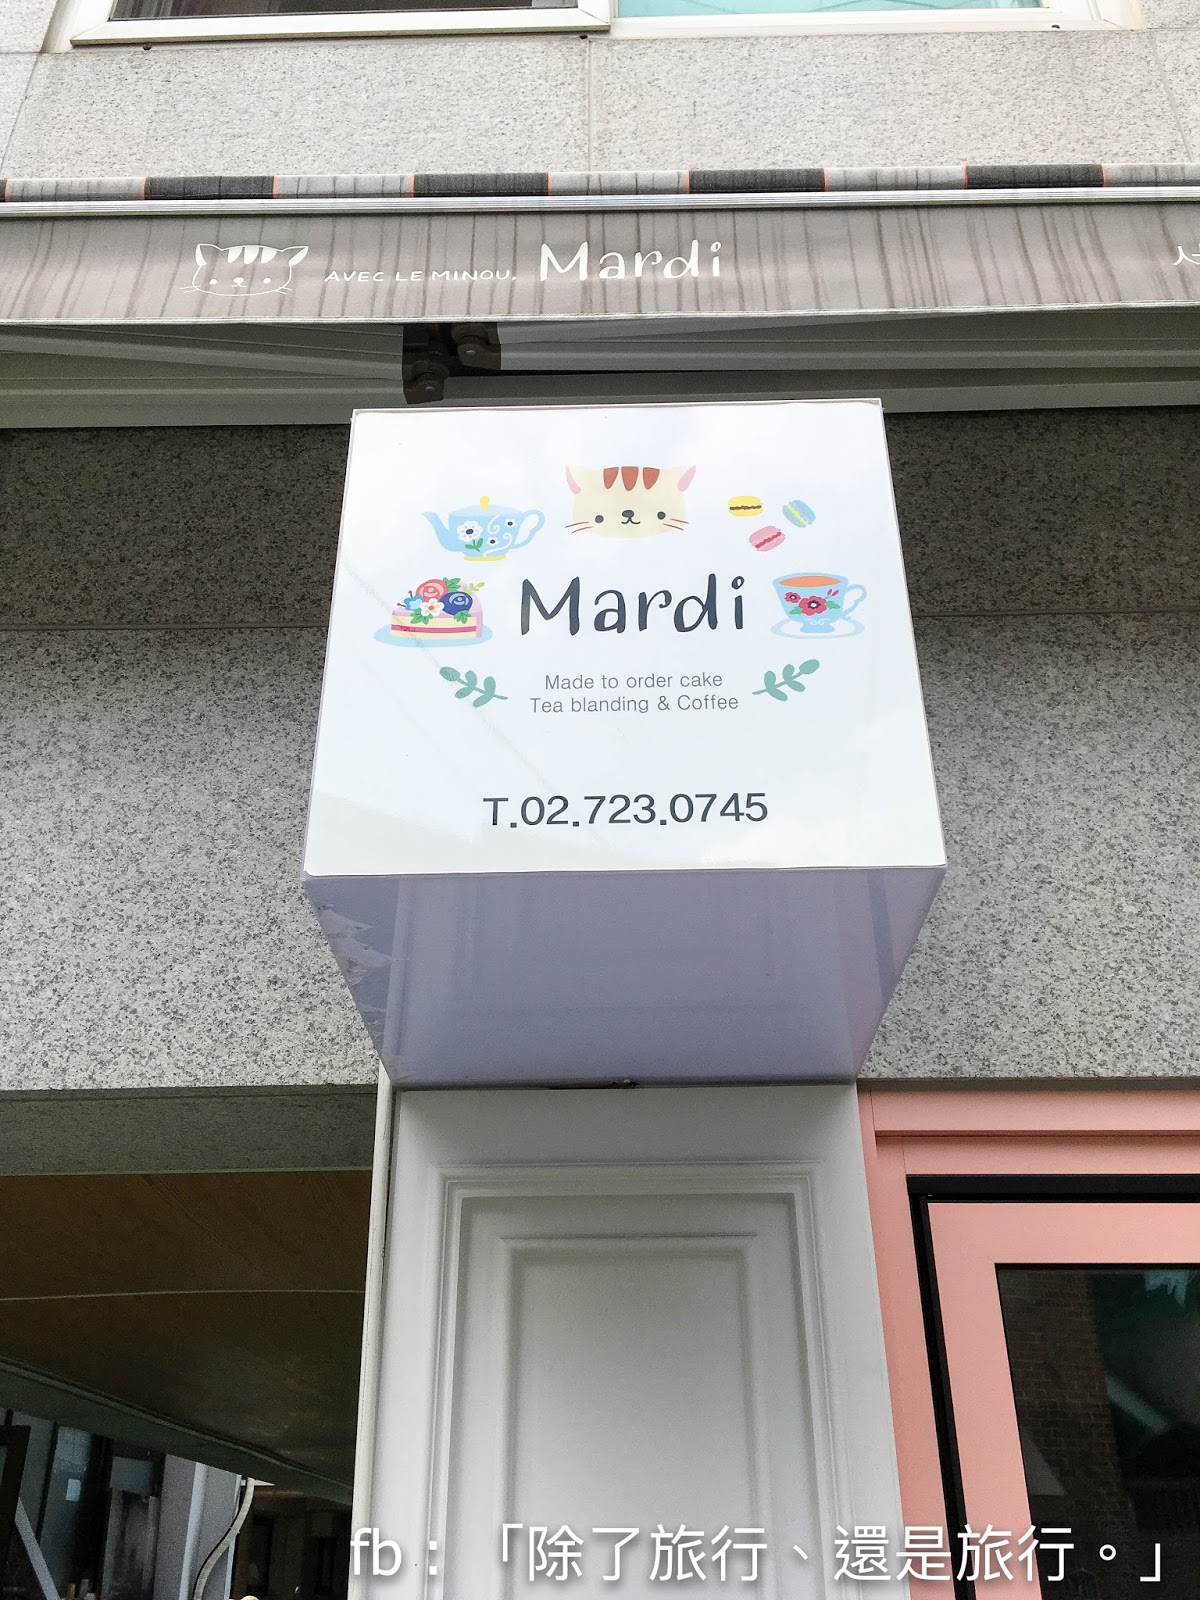 AVEC LE MINOU. Mardi
Mardi
Made to order cake
Tea blanding & Coffee
T.02.723.0745
fb：「除了旅行、還是旅行。」